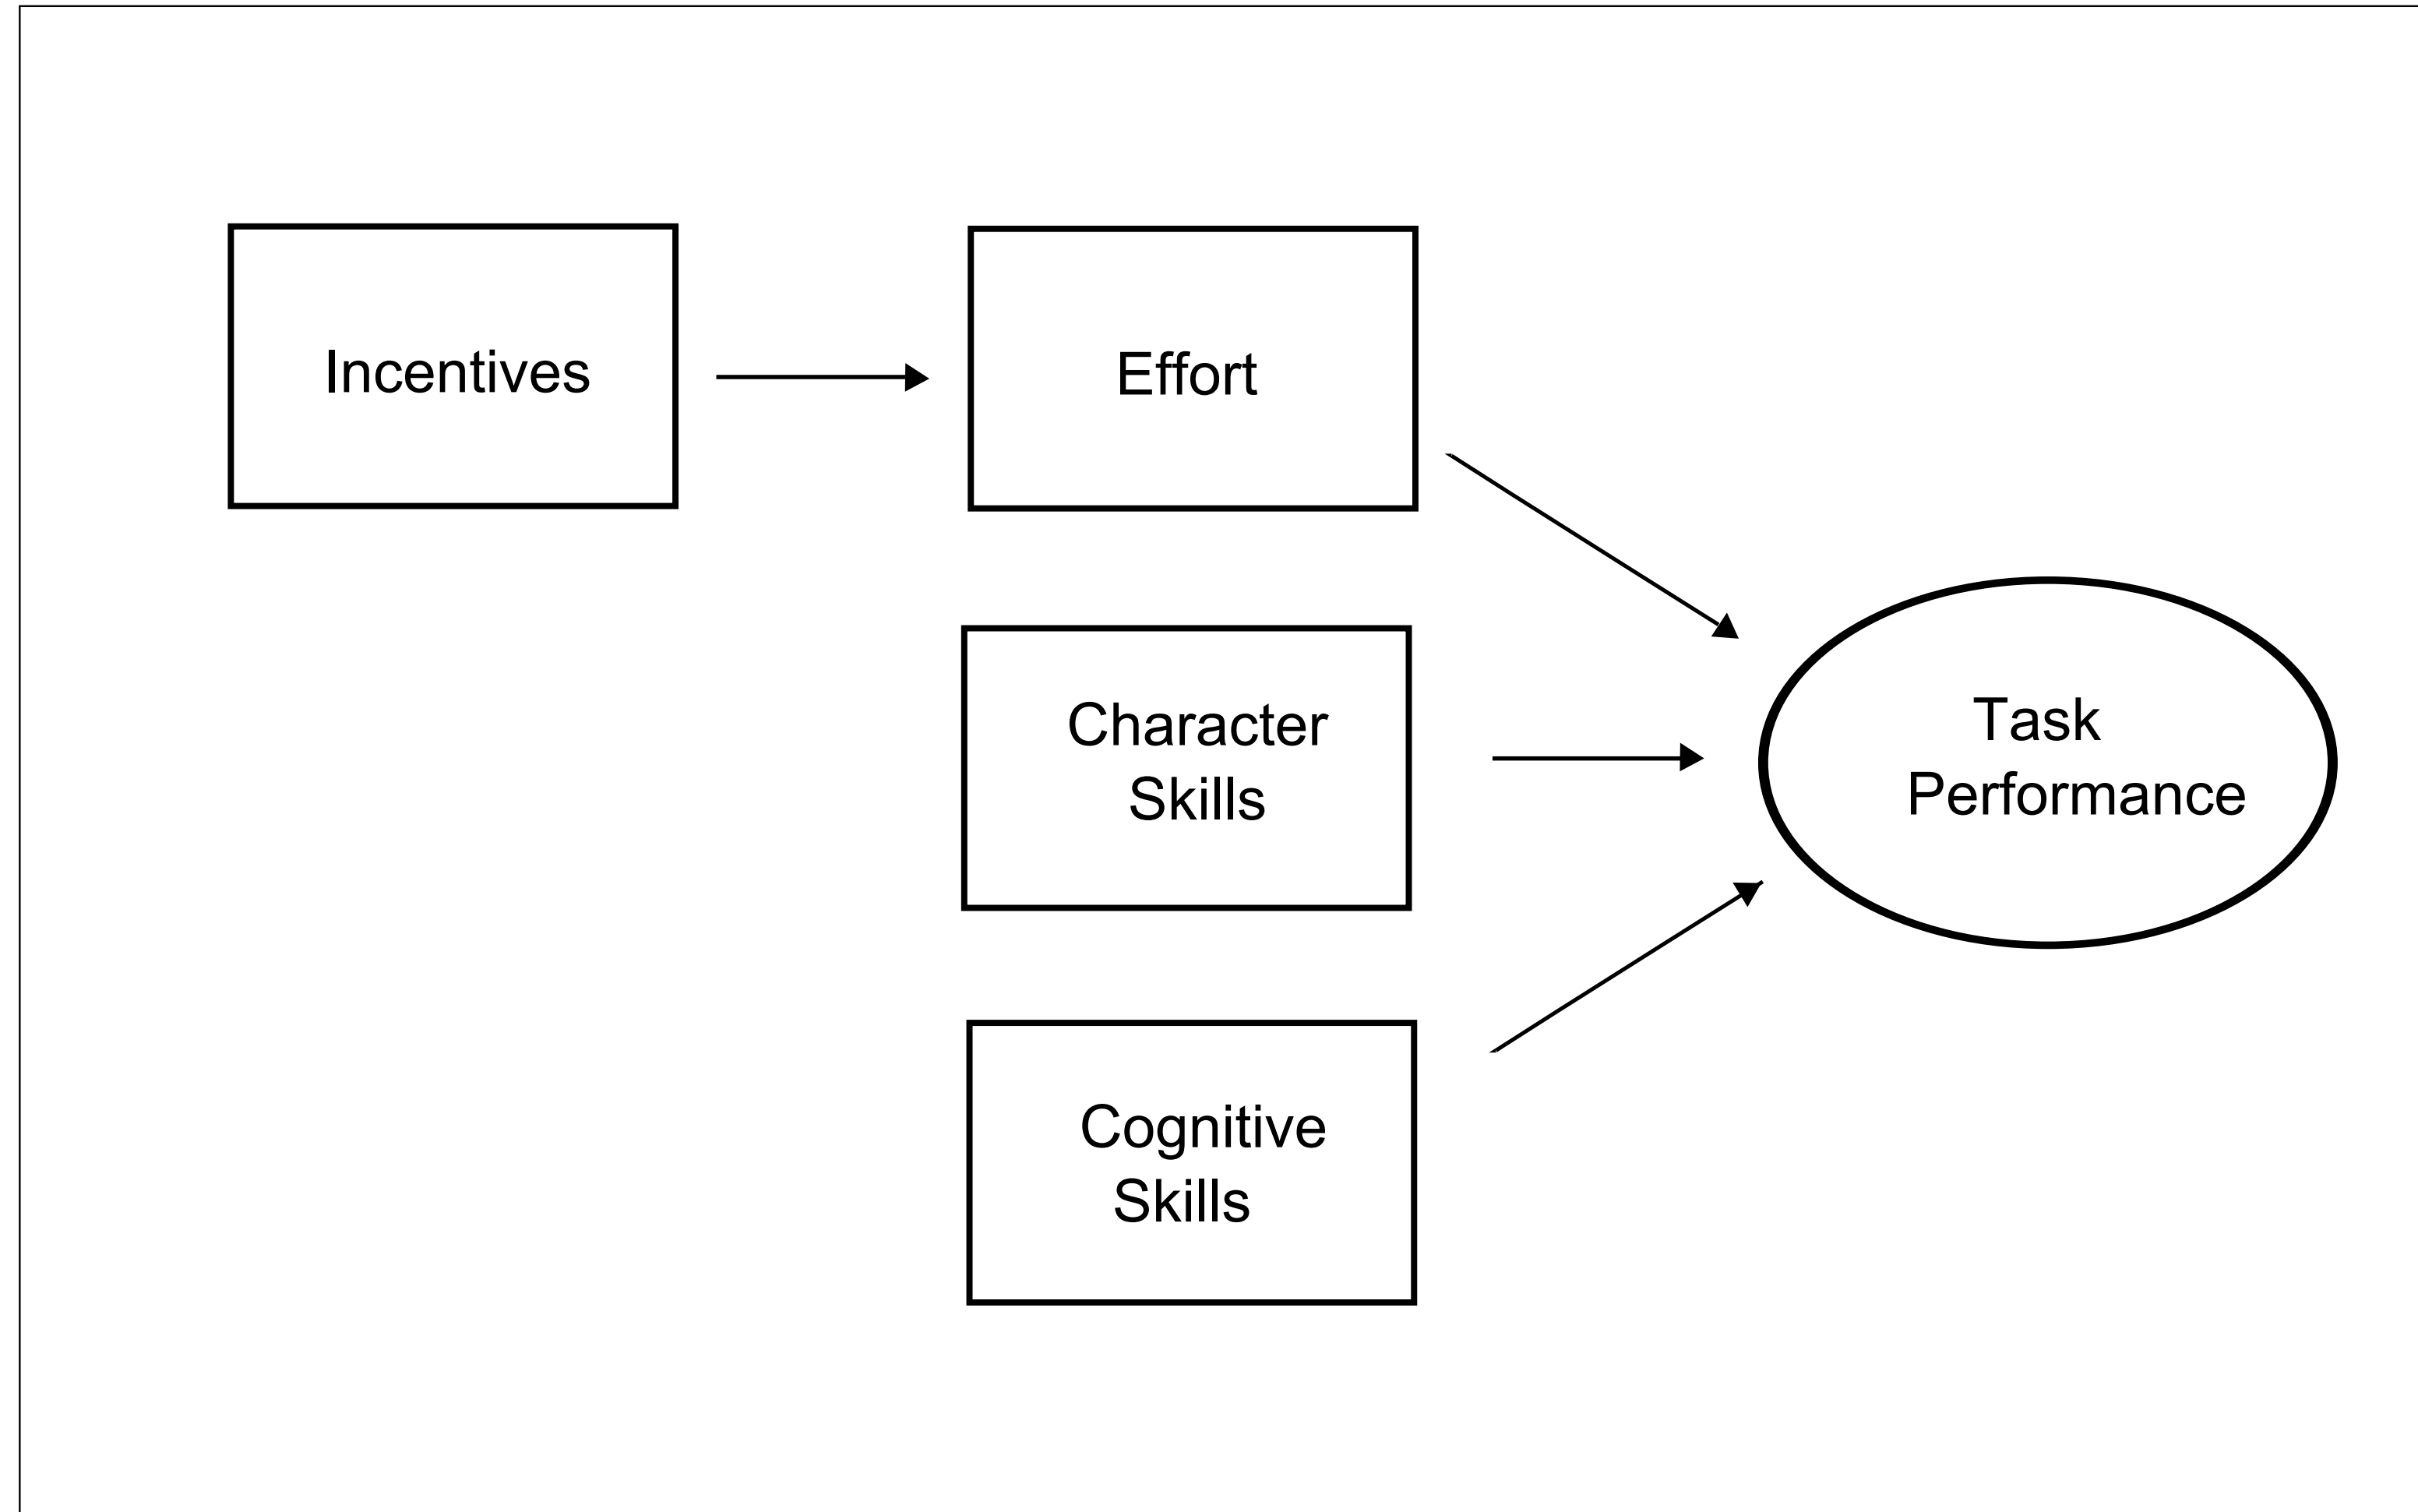 Incentives
Effort
Character
Skills
Task
Performance
Cognitive
Skills